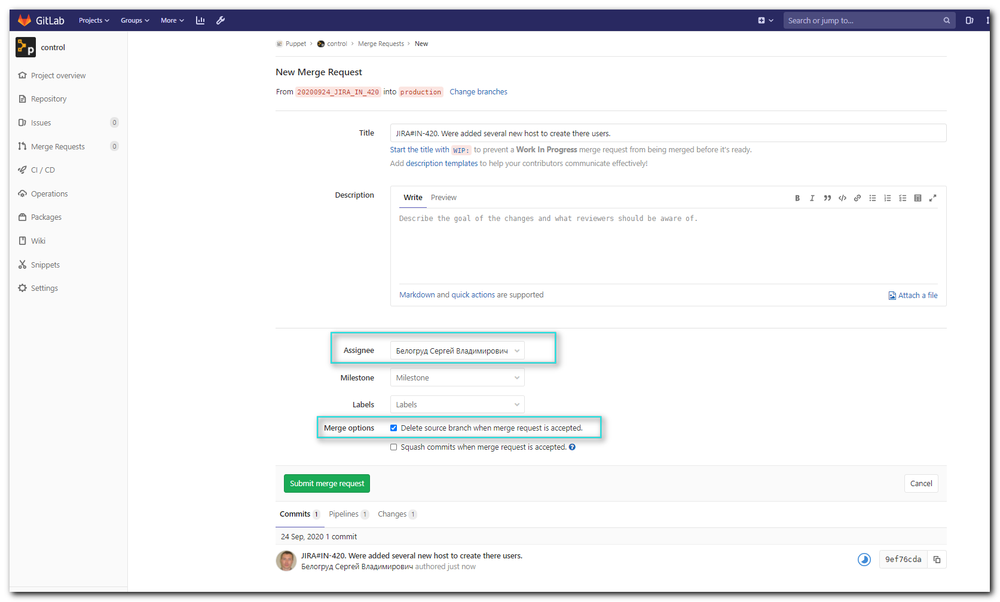 GitLab Projects Groups More Search or jump to...
control
Project overview
Repository
Issues 0
Merge Requests 0
CI / CD
Operations
Packages
Wiki
Snippets
Settings
Puppet > control > Merge Requests > New
New Merge Request
From 20200924_JIRA_IN_420 into production Change branches
Title JIRA#IN-420. Were added several new host to create there users.
Start the title with WIP: to prevent a Work In Progress merge request from being merged before it's ready.
Add description templates to help your contributors communicate effectively!
Description Write Preview
Describe the goal of the changes and what reviewers should be aware of.
Markdown and quick actions are supported Attach a file
Assignee Белогруд Сергей Владимирович
Milestone Milestone
Labels Labels
Merge options Delete source branch when merge request is accepted.
Squash commits when merge request is accepted.
Submit merge request Cancel
Commits 1 Pipelines 1 Changes 1
24 Sep, 2020 1 commit
JIRA#IN-420. Were added several new host to create there users.
Белогруд Сергей Владимирович authored just now
9ef76cda